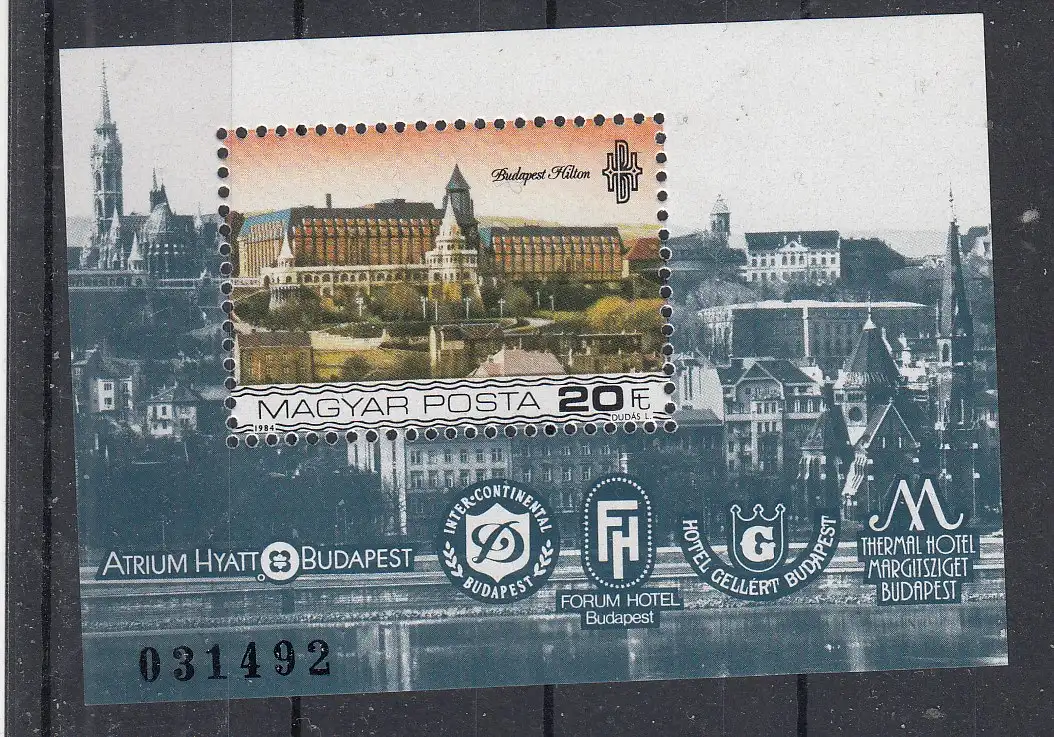 Budapest Hilton
MAGYAR POSTA 20 Ft
1984
DUDÁS L.
ATRIUM HYATT BUDAPEST
INTER·CONTINENTAL
BUDAPEST
FH
FORUM HOTEL
Budapest
G
HOTEL GELLÉRT BUDAPEST
M
THERMAL HOTEL
MARGITSZIGET
BUDAPEST
031492